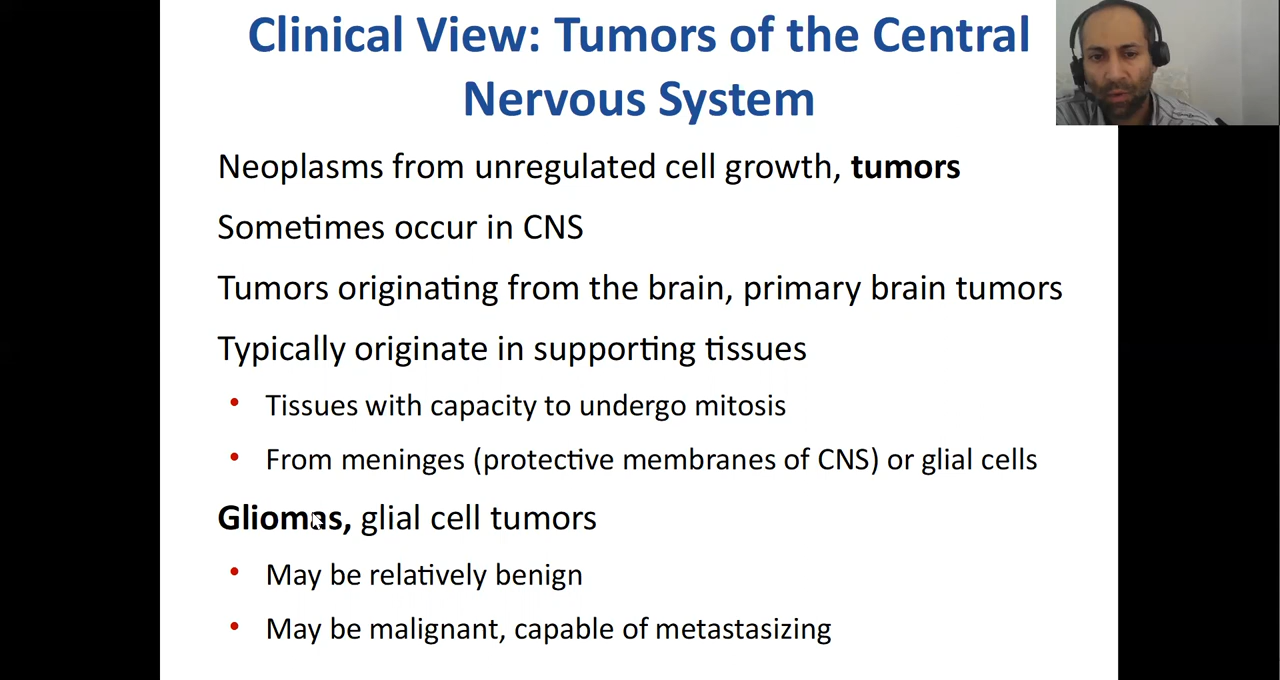 Clinical View: Tumors of the Central
Nervous System
Neoplasms from unregulated cell growth, tumors
Sometimes occur in CNS
Tumors originating from the brain, primary brain tumors
Typically originate in supporting tissues
• Tissues with capacity to undergo mitosis
• From meninges (protective membranes of CNS) or glial cells
Gliomas, glial cell tumors
• May be relatively benign
• May be malignant, capable of metastasizing